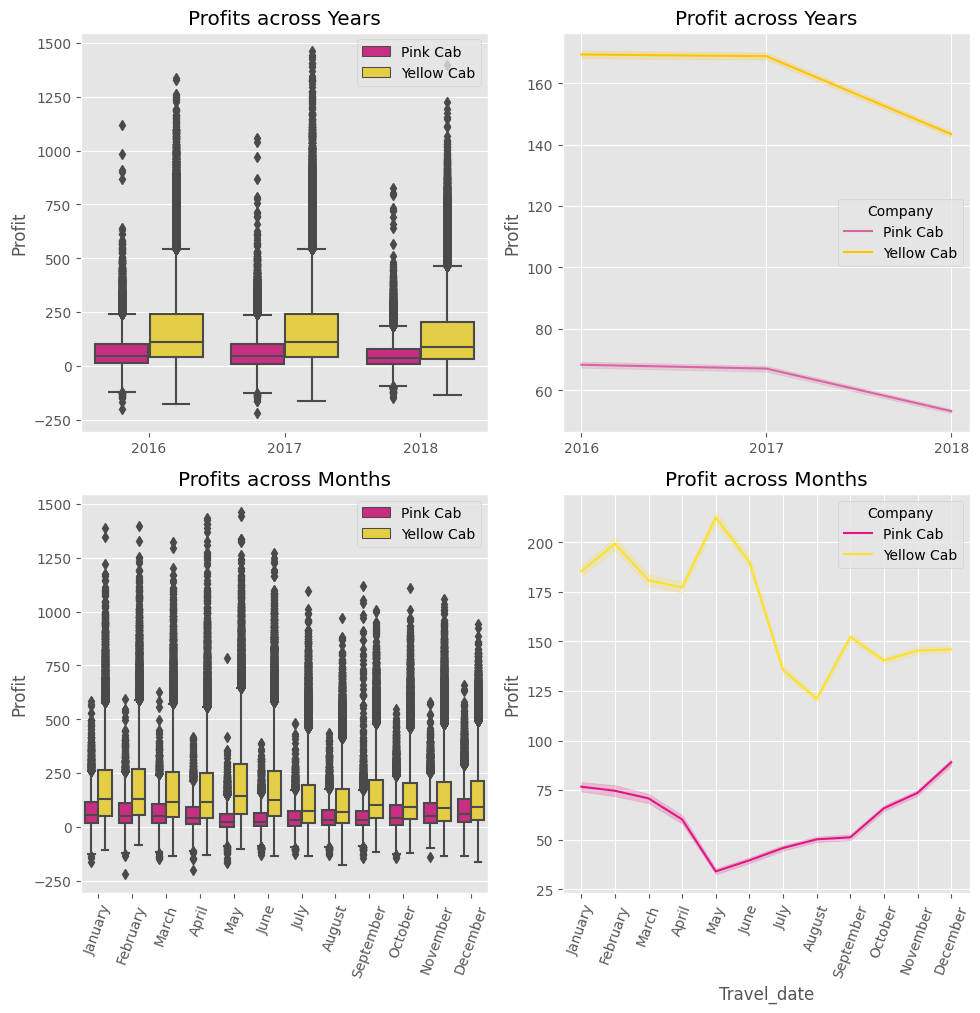 Profits across Years
Profit
1500
1250
1000
750
500
250
0
−250
2016
2017
2018
Pink Cab
Yellow Cab
Profit across Years
Profit
160
140
120
100
80
60
2016
2017
2018
Company
Pink Cab
Yellow Cab
Profits across Months
Profit
1500
1250
1000
750
500
250
0
−250
January
February
March
April
May
June
July
August
September
October
November
December
Pink Cab
Yellow Cab
Profit across Months
Profit
200
175
150
125
100
75
50
25
January
February
March
April
May
June
July
August
September
October
November
December
Travel_date
Company
Pink Cab
Yellow Cab